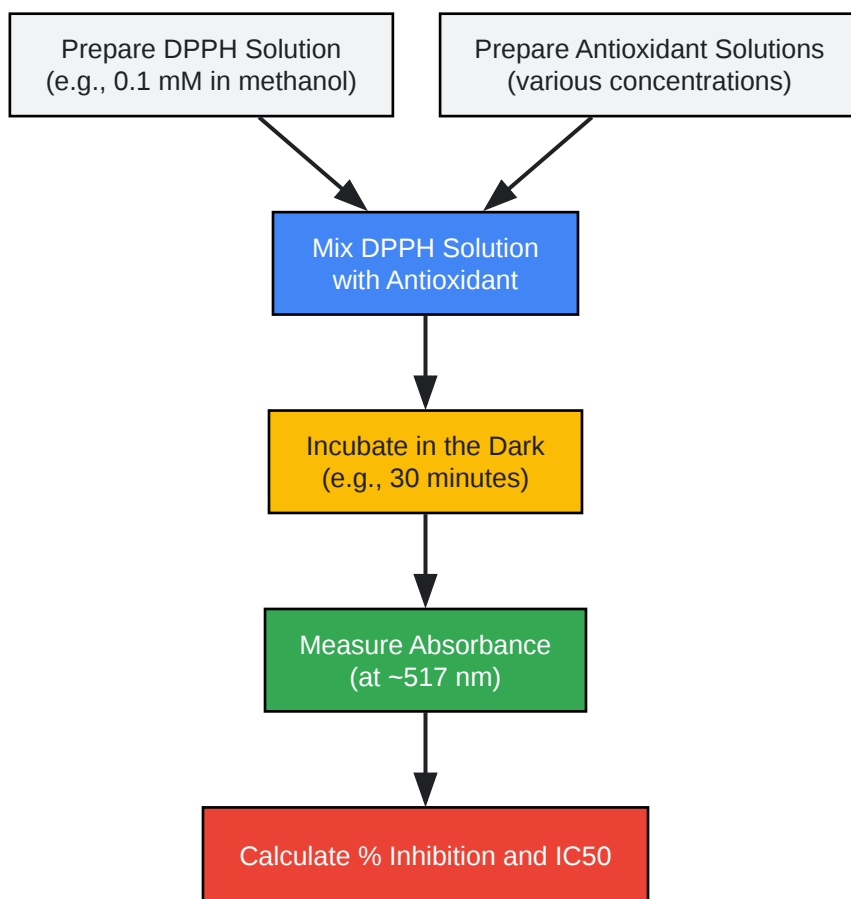 Prepare DPPH Solution
(e.g., 0.1 mM in methanol)
Prepare Antioxidant Solutions
(various concentrations)
Mix DPPH Solution
with Antioxidant
Incubate in the Dark
(e.g., 30 minutes)
Measure Absorbance
(at ~517 nm)
Calculate % Inhibition and IC50